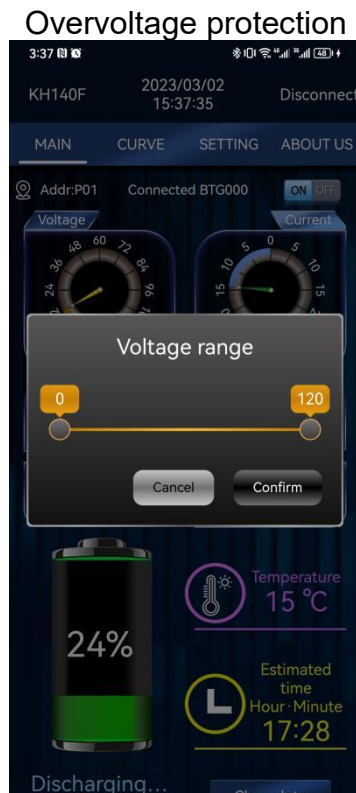 Overvoltage protection
3:37
48
KH140F
2023/03/02
15:37:35
Disconnect
MAIN CURVE SETTING ABOUT US
Addr:P01 Connected BTG000 ON OFF
Voltage Current
24 36 48 60 72 84 96
15 5 0 5 10 15
Voltage range
0 120
Cancel Confirm
24%
Temperature
15 °C
Estimated
time
Hour·Minute
17:28
Discharging...